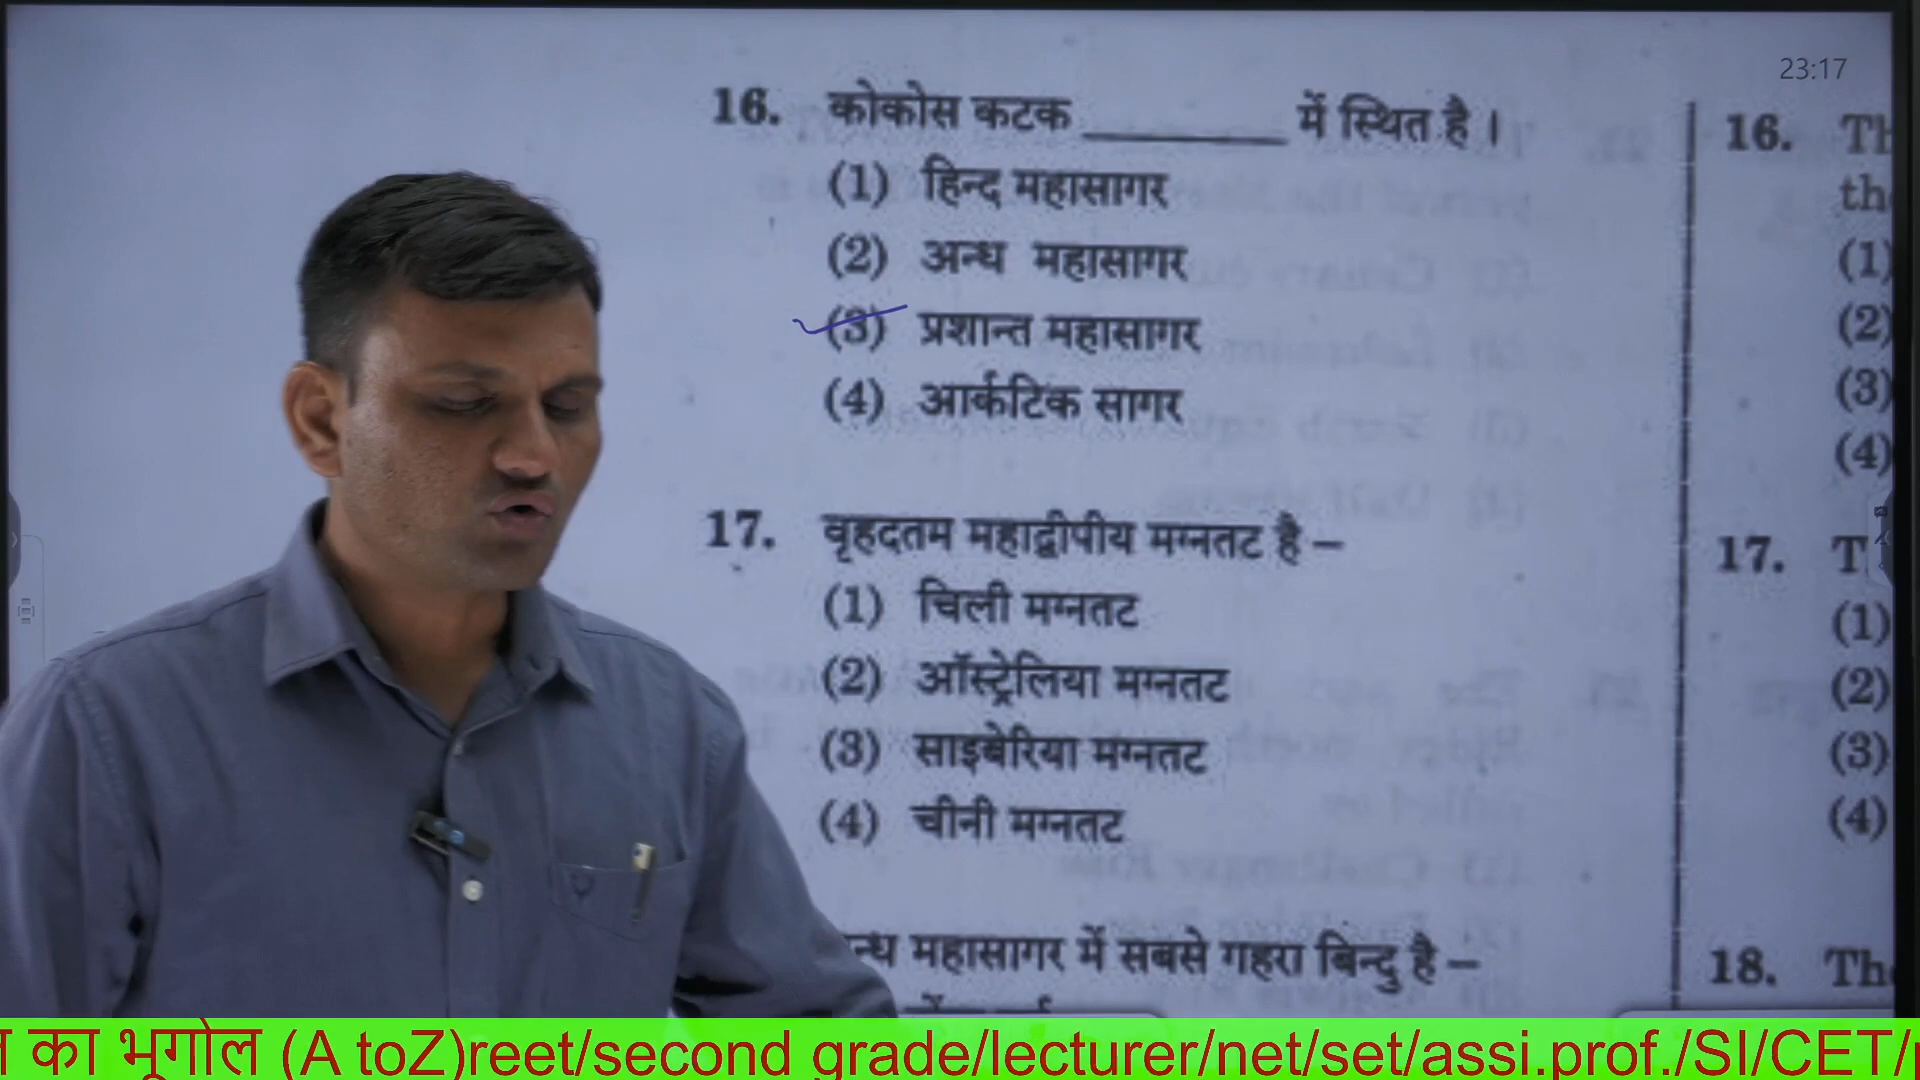 23:17
16. कोकोस कटक ________ में स्थित है ।
(1) हिन्द महासागर
(2) अन्ध महासागर
(3) प्रशान्त महासागर
(4) आर्कटिक सागर
17. वृहदतम महाद्वीपीय मग्नतट है –
(1) चिली मग्नतट
(2) ऑस्ट्रेलिया मग्नतट
(3) साइबेरिया मग्नतट
(4) चीनी मग्नतट
महासागर में सबसे गहरा बिन्दु है –
16. Th
th
(1)
(2)
(3)
(4)
17. T
(1)
(2)
(3)
(4)
18. Th
का भूगोल (A toZ)reet/second grade/lecturer/net/set/assi.prof./SI/CET/